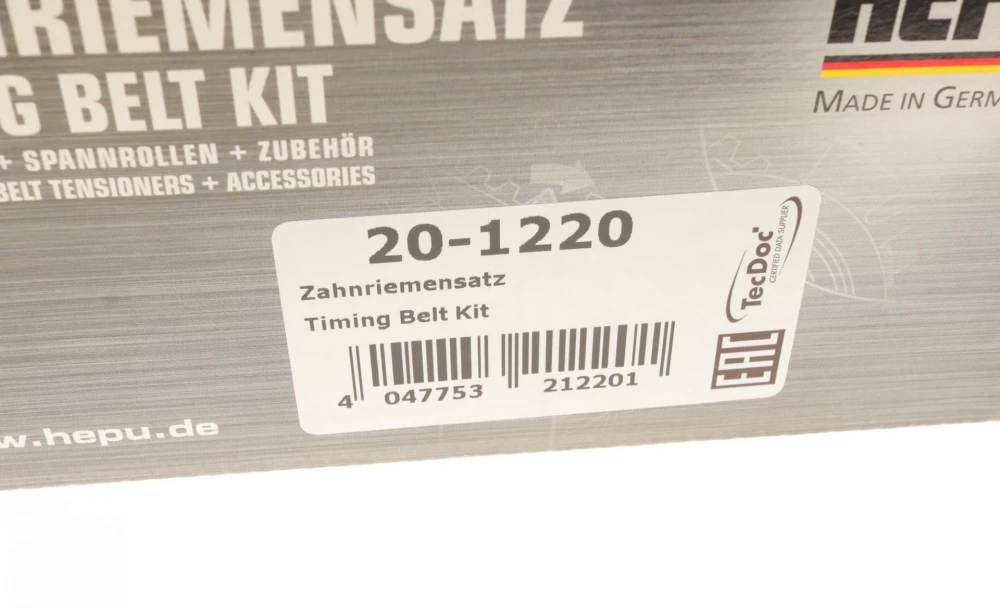 RIEMENSATZ
G BELT KIT
+ SPANNROLLEN + ZUBEHÖR
BELT TENSIONERS + ACCESSORIES
HEPU
MADE IN GERM
20-1220
Zahnriemensatz
Timing Belt Kit
4 047753 212201
TecDoc
CERTIFIED DATA SUPPLIER
EAC
w.hepu.de